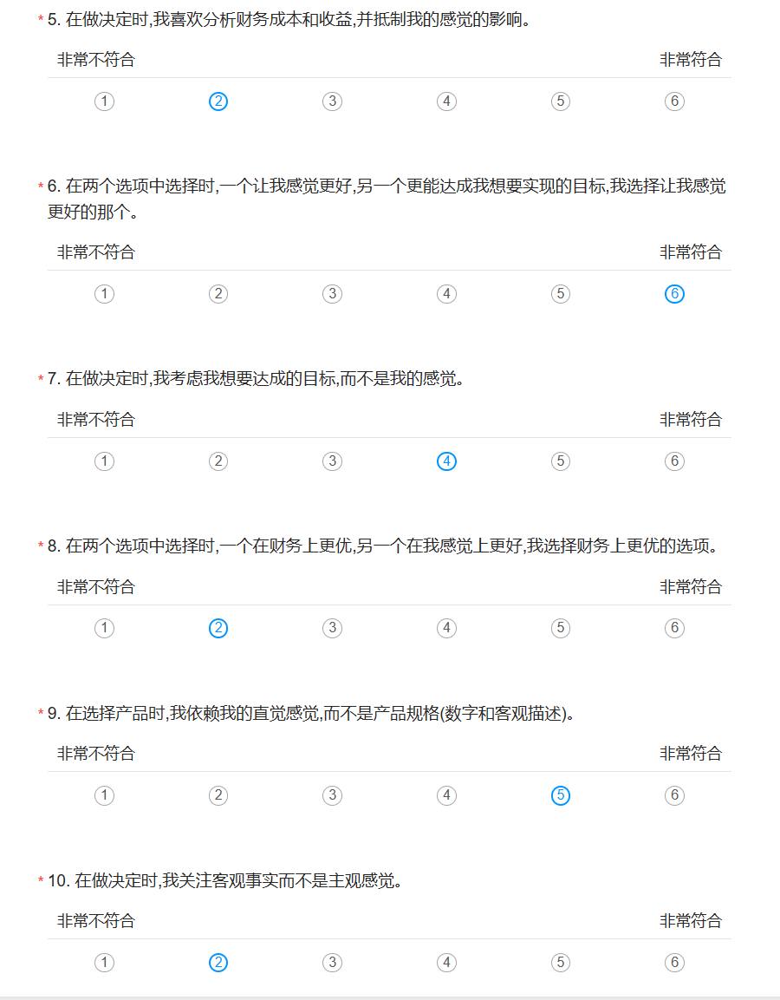 * 5. 在做决定时,我喜欢分析财务成本和收益,并抵制我的感觉的影响。
非常不符合 非常符合
1 2 3 4 5 6
* 6. 在两个选项中选择时,一个让我感觉更好,另一个更能达成我想要实现的目标,我选择让我感觉
更好的那个。
非常不符合 非常符合
1 2 3 4 5 6
* 7. 在做决定时,我考虑我想要达成的目标,而不是我的感觉。
非常不符合 非常符合
1 2 3 4 5 6
* 8. 在两个选项中选择时,一个在财务上更优,另一个在我感觉上更好,我选择财务上更优的选项。
非常不符合 非常符合
1 2 3 4 5 6
* 9. 在选择产品时,我依赖我的直觉感觉,而不是产品规格(数字和客观描述)。
非常不符合 非常符合
1 2 3 4 5 6
* 10. 在做决定时,我关注客观事实而不是主观感觉。
非常不符合 非常符合
1 2 3 4 5 6